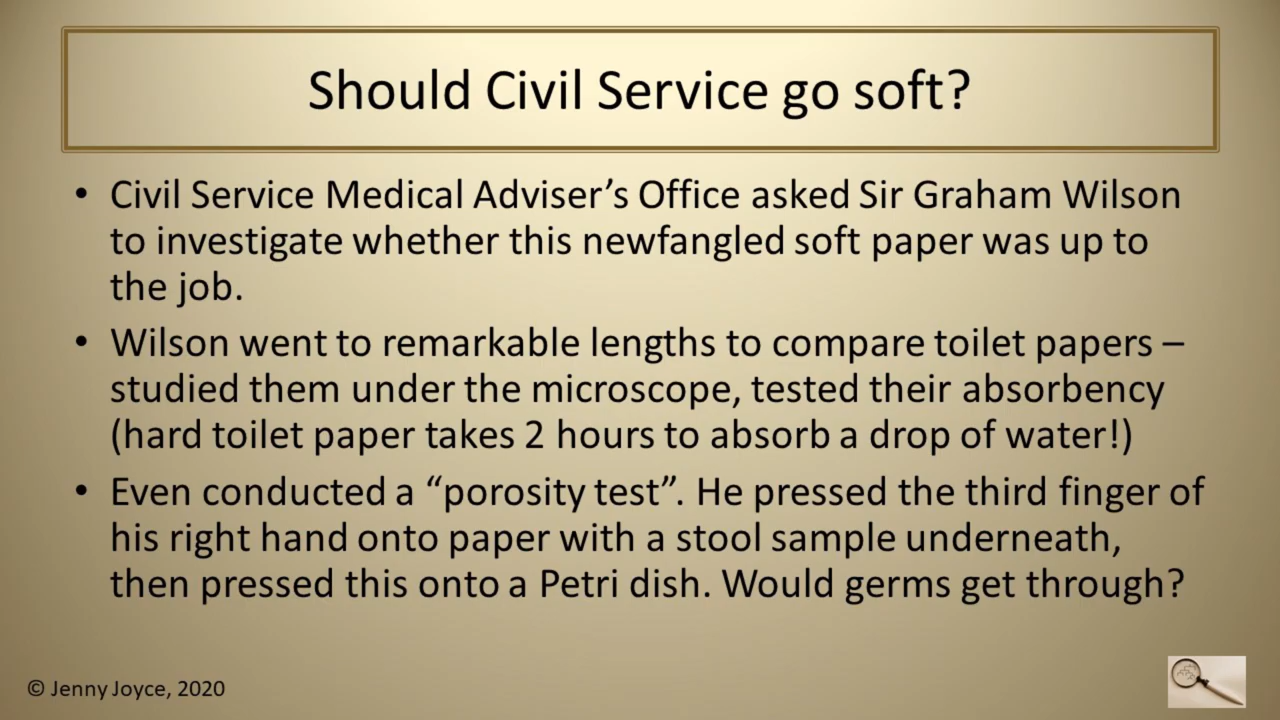 Should Civil Service go soft?
• Civil Service Medical Adviser’s Office asked Sir Graham Wilson
to investigate whether this newfangled soft paper was up to
the job.
• Wilson went to remarkable lengths to compare toilet papers –
studied them under the microscope, tested their absorbency
(hard toilet paper takes 2 hours to absorb a drop of water!)
• Even conducted a “porosity test”. He pressed the third finger of
his right hand onto paper with a stool sample underneath,
then pressed this onto a Petri dish. Would germs get through?
© Jenny Joyce, 2020